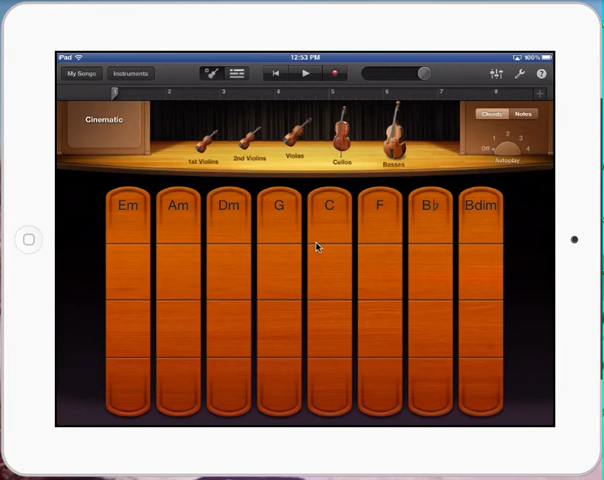 iPad 12:53 PM 100%
My Songs Instruments
1 2 3 4 5 6 7 8
Cinematic
Chords Notes
1st Violins 2nd Violins Violas Cellos Basses
Off 1 2 3 4
Autoplay
Em Am Dm G C F B♭ Bdim